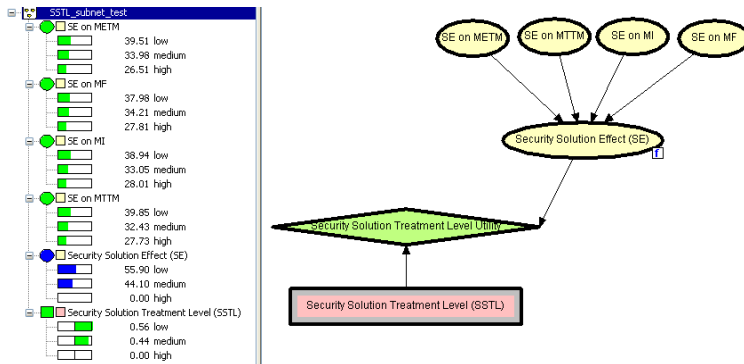 SSTL_subnet_test
SE on METM
39.51 low
33.98 medium
26.51 high
SE on MF
37.98 low
34.21 medium
27.81 high
SE on MI
38.94 low
33.05 medium
28.01 high
SE on MTTM
39.85 low
32.43 medium
27.73 high
Security Solution Effect (SE)
55.90 low
44.10 medium
0.00 high
Security Solution Treatment Level (SSTL)
0.56 low
0.44 medium
0.00 high
SE on METM
SE on MTTM
SE on MI
SE on MF
Security Solution Effect (SE)
f
Security Solution Treatment Level Utility
Security Solution Treatment Level (SSTL)